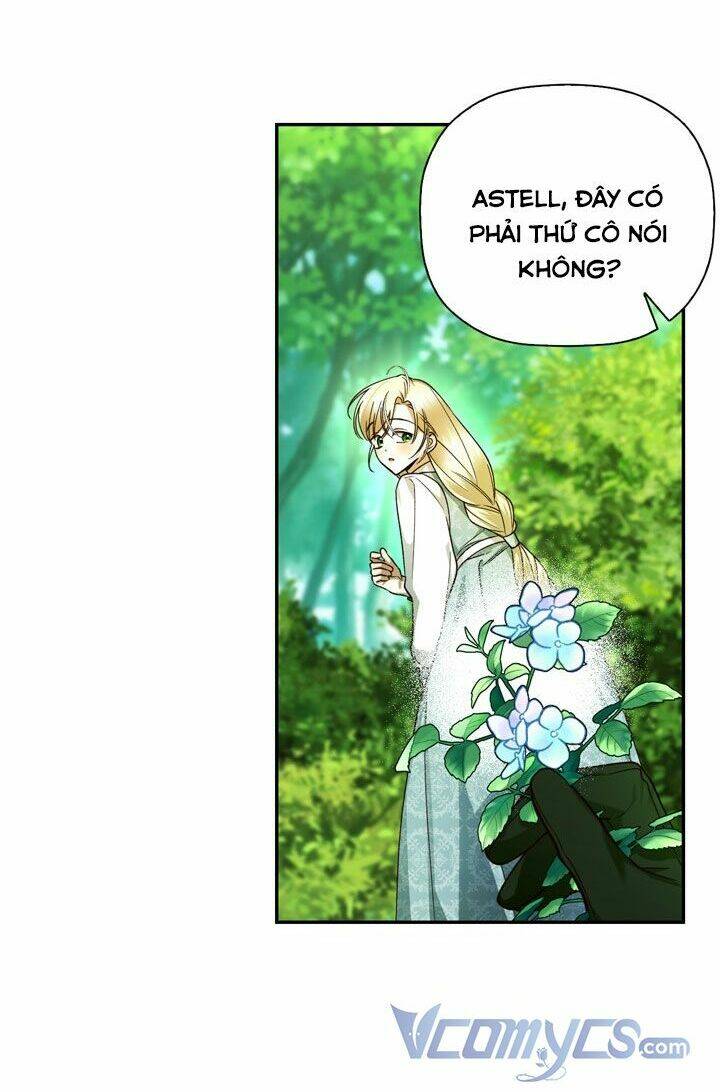 ASTELL, ĐÂY CÓ
PHẢI THỨ CÔ NÓI
KHÔNG?
Vcomycs.com